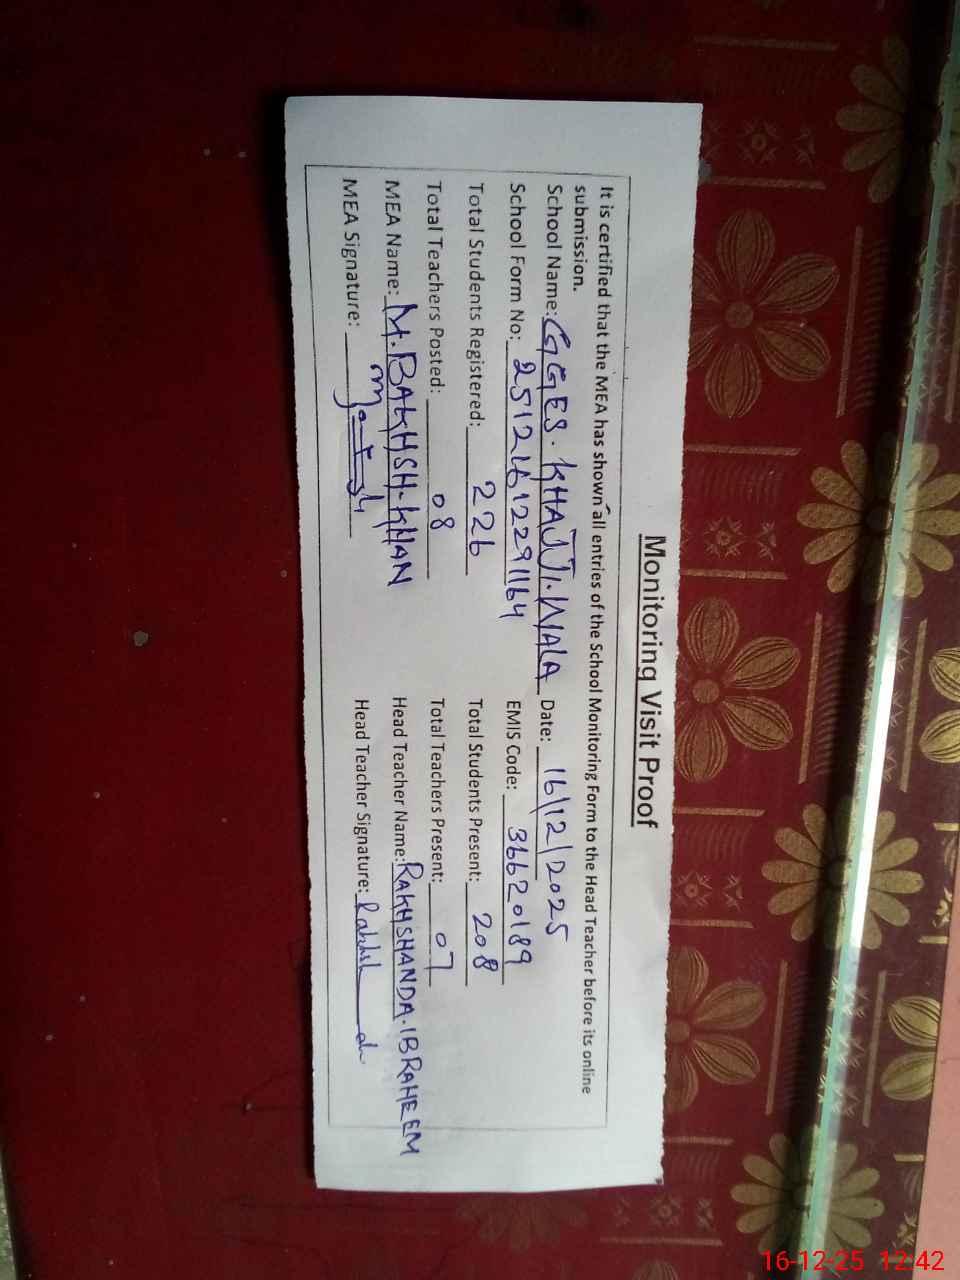 Monitoring Visit Proof
It is certified that the MEA has shown all entries of the School Monitoring Form to the Head Teacher before its online
submission.
School Name: GGES. KHAJJI. WALA Date: 16/12/2025
School Form No: 25121612291164 EMIS Code: 36620189
Total Students Registered: 226 Total Students Present: 208
Total Teachers Posted: 08 Total Teachers Present: 07
MEA Name: M. BAKHSH. KHAN Head Teacher Name: RAKHSHANDA. IBRAHEEM
MEA Signature: Head Teacher Signature:
16-12-25 12:42